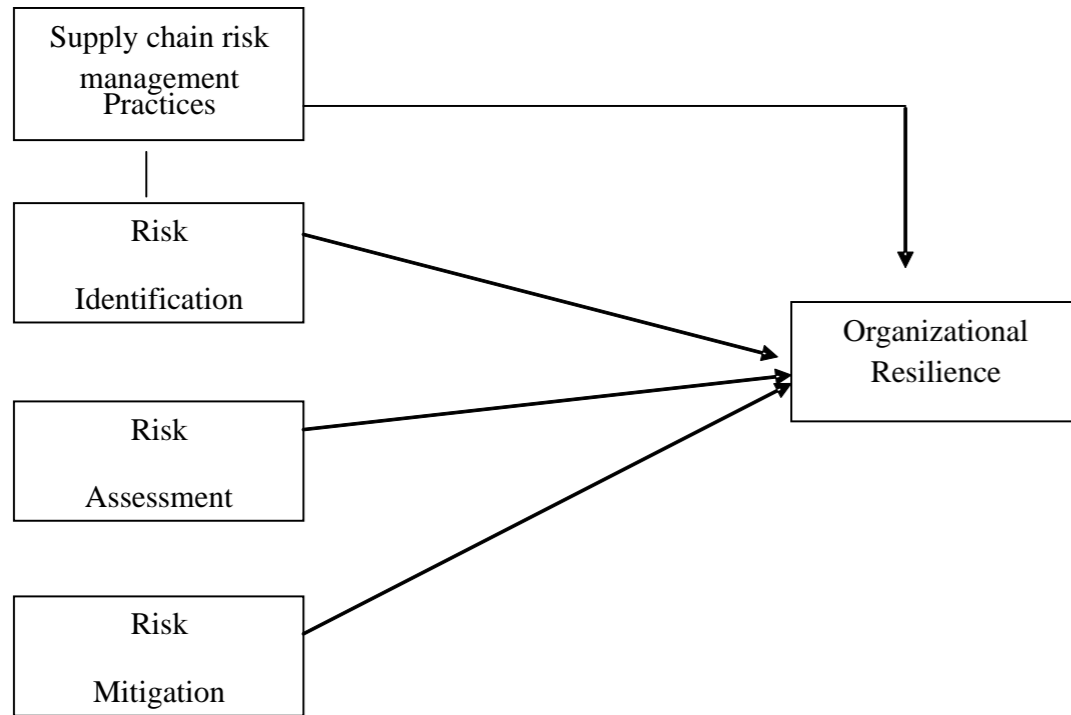 Supply chain risk
management
Practices
Risk
Identification
Organizational
Resilience
Risk
Assessment
Risk
Mitigation